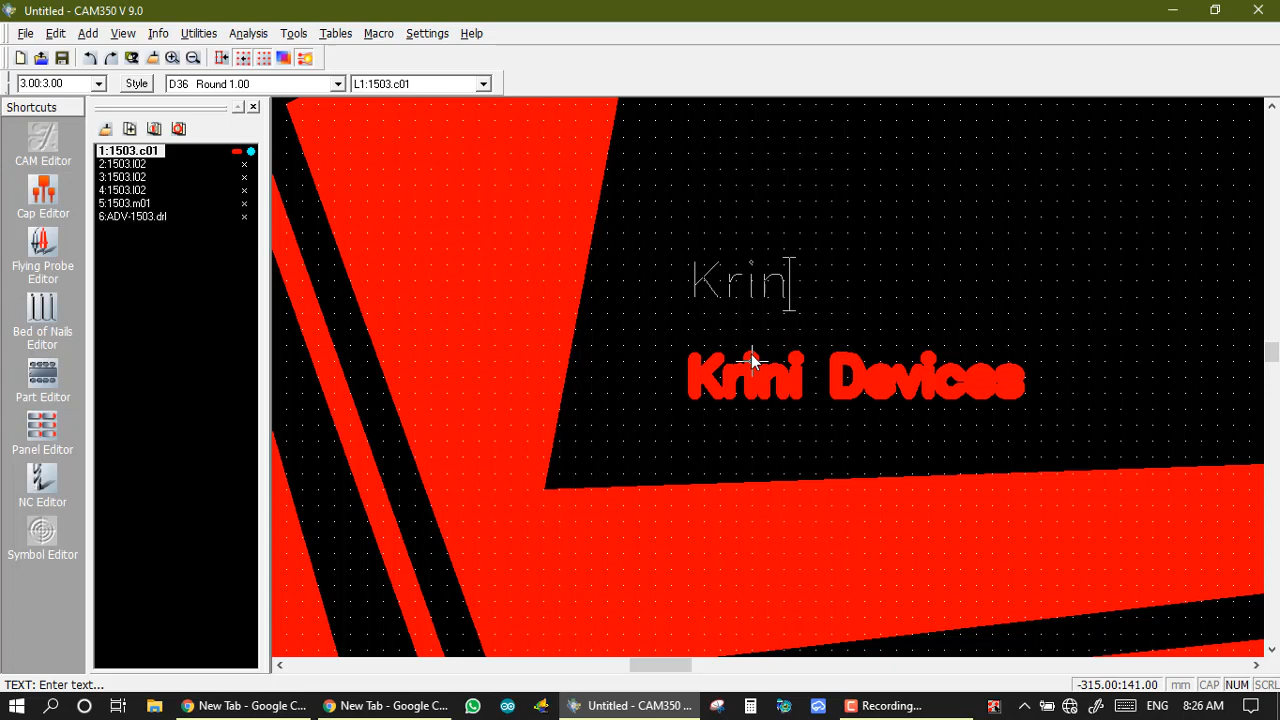 Untitled - CAM350 V 9.0
File Edit Add View Info Utilities Analysis Tools Tables Macro Settings Help
3.00:3.00 Style D36 Round 1.00 L1:1503.c01
Shortcuts
CAM Editor
Cap Editor
Flying Probe Editor
Bed of Nails Editor
Part Editor
Panel Editor
NC Editor
Symbol Editor
1:1503.c01
2:1503.l02
3:1503.l02
4:1503.l02
5:1503.m01
6:ADV-1503.drl
Krin
Krini Devices
TEXT: Enter text...
-315.00:141.00 mm CAP NUM SCRL
New Tab - Google C... New Tab - Google C... Untitled - CAM350 ... Recording... ENG 8:26 AM